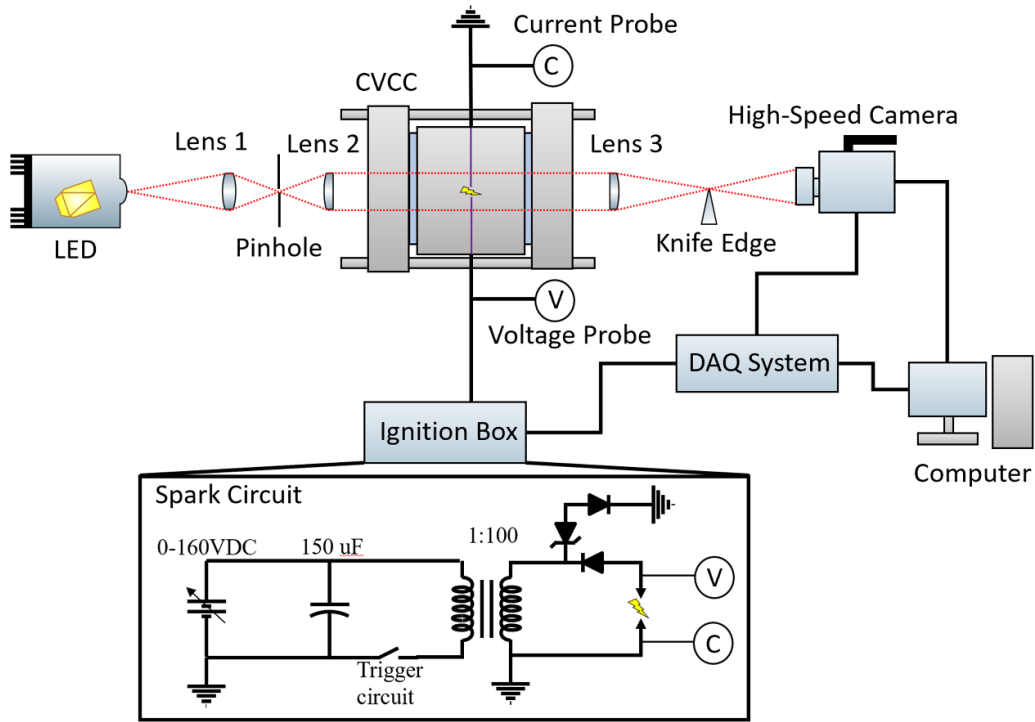 Current Probe
C
CVCC
High-Speed Camera
Lens 1
Lens 2
Lens 3
LED
Pinhole
Knife Edge
V
Voltage Probe
DAQ System
Ignition Box
Computer
Spark Circuit
0-160VDC
150 uF
1:100
V
C
Trigger
circuit